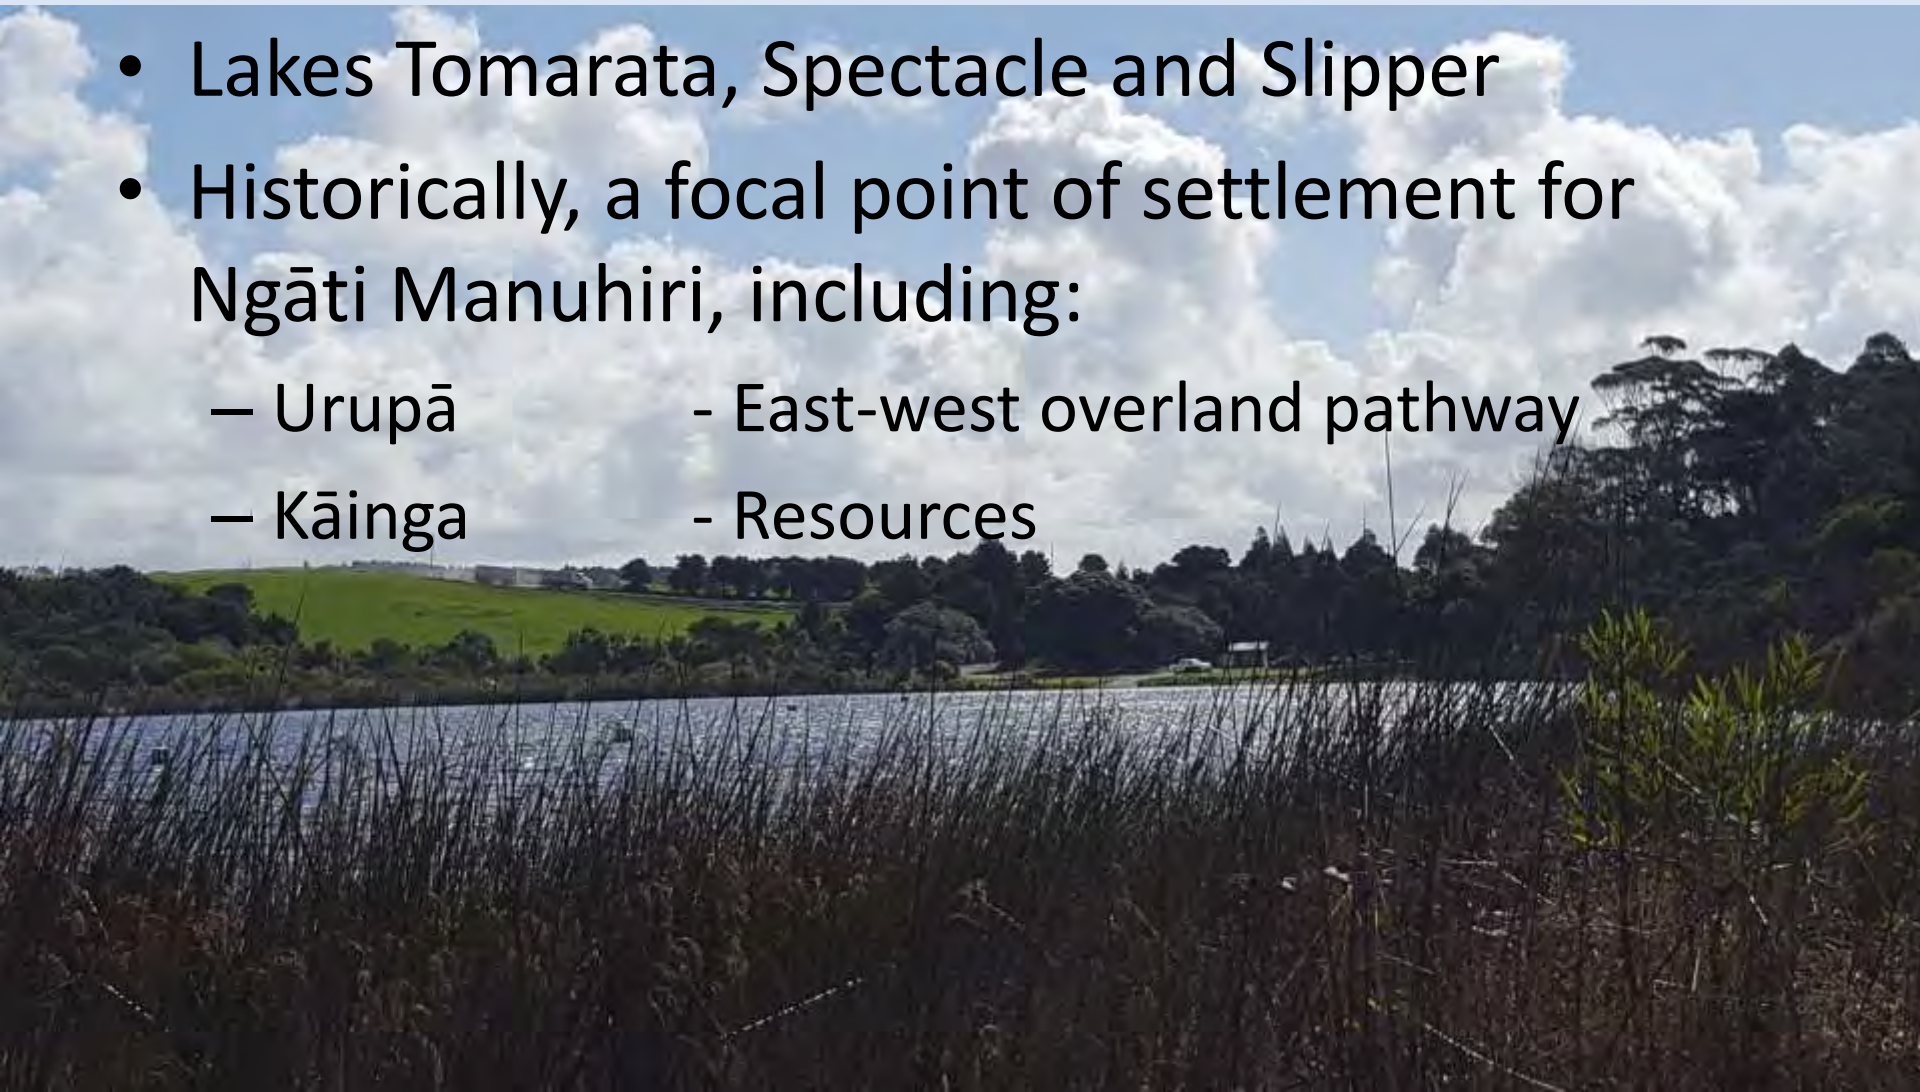 • Lakes Tomarata, Spectacle and Slipper
• Historically, a focal point of settlement for
Ngāti Manuhiri, including:
– Urupā - East-west overland pathway
– Kāinga - Resources